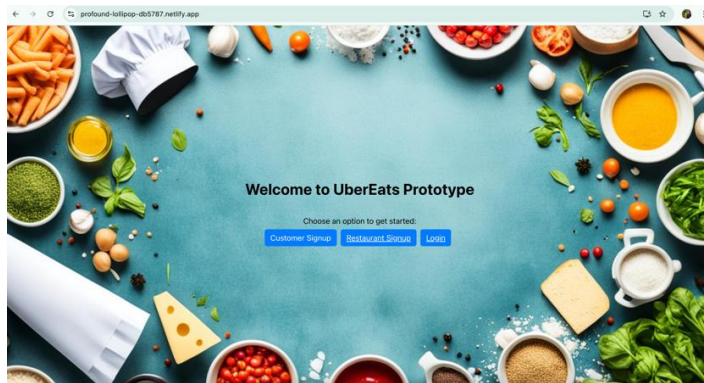 profound-lollipop-db5787.netlify.app
Welcome to UberEats Prototype
Choose an option to get started:
Customer Signup Restaurant Signup Login